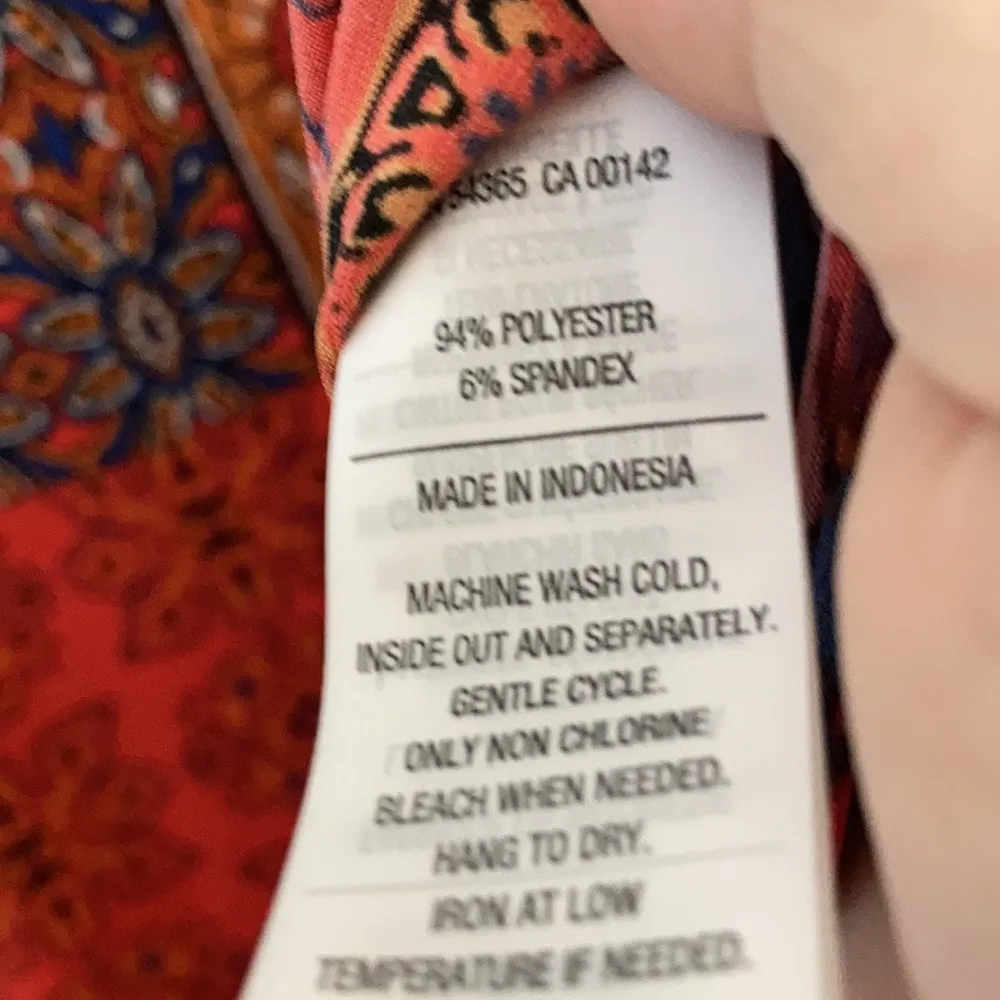 54365 CA 00142
94% POLYESTER
6% SPANDEX
MADE IN INDONESIA
MACHINE WASH COLD,
INSIDE OUT AND SEPARATELY.
GENTLE CYCLE.
ONLY NON CHLORINE
BLEACH WHEN NEEDED.
HANG TO DRY.
IRON AT LOW
TEMPERATURE IF NEEDED.